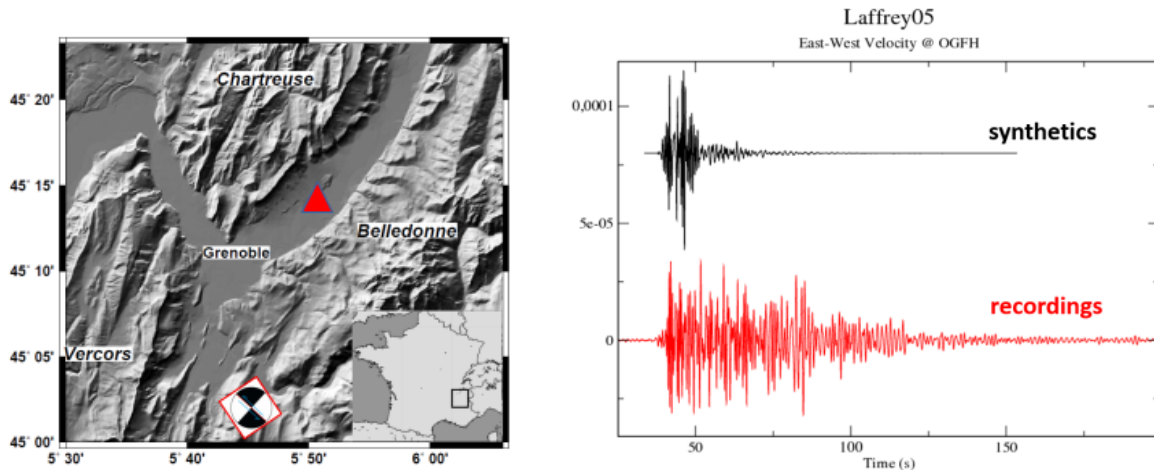 Chartreuse
45° 20'
45° 15'
Belledonne
Grenoble
45° 10'
45° 05'
Vercors
45° 00'
5° 30'
5° 40'
5° 50'
6° 00'
Laffrey05
East-West Velocity @ OGFH
0,0001
synthetics
5e-05
recordings
0
50
100
150
Time (s)